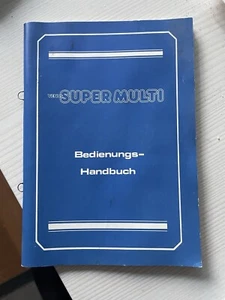 SUPER MULTI
Bedienungs-
Handbuch